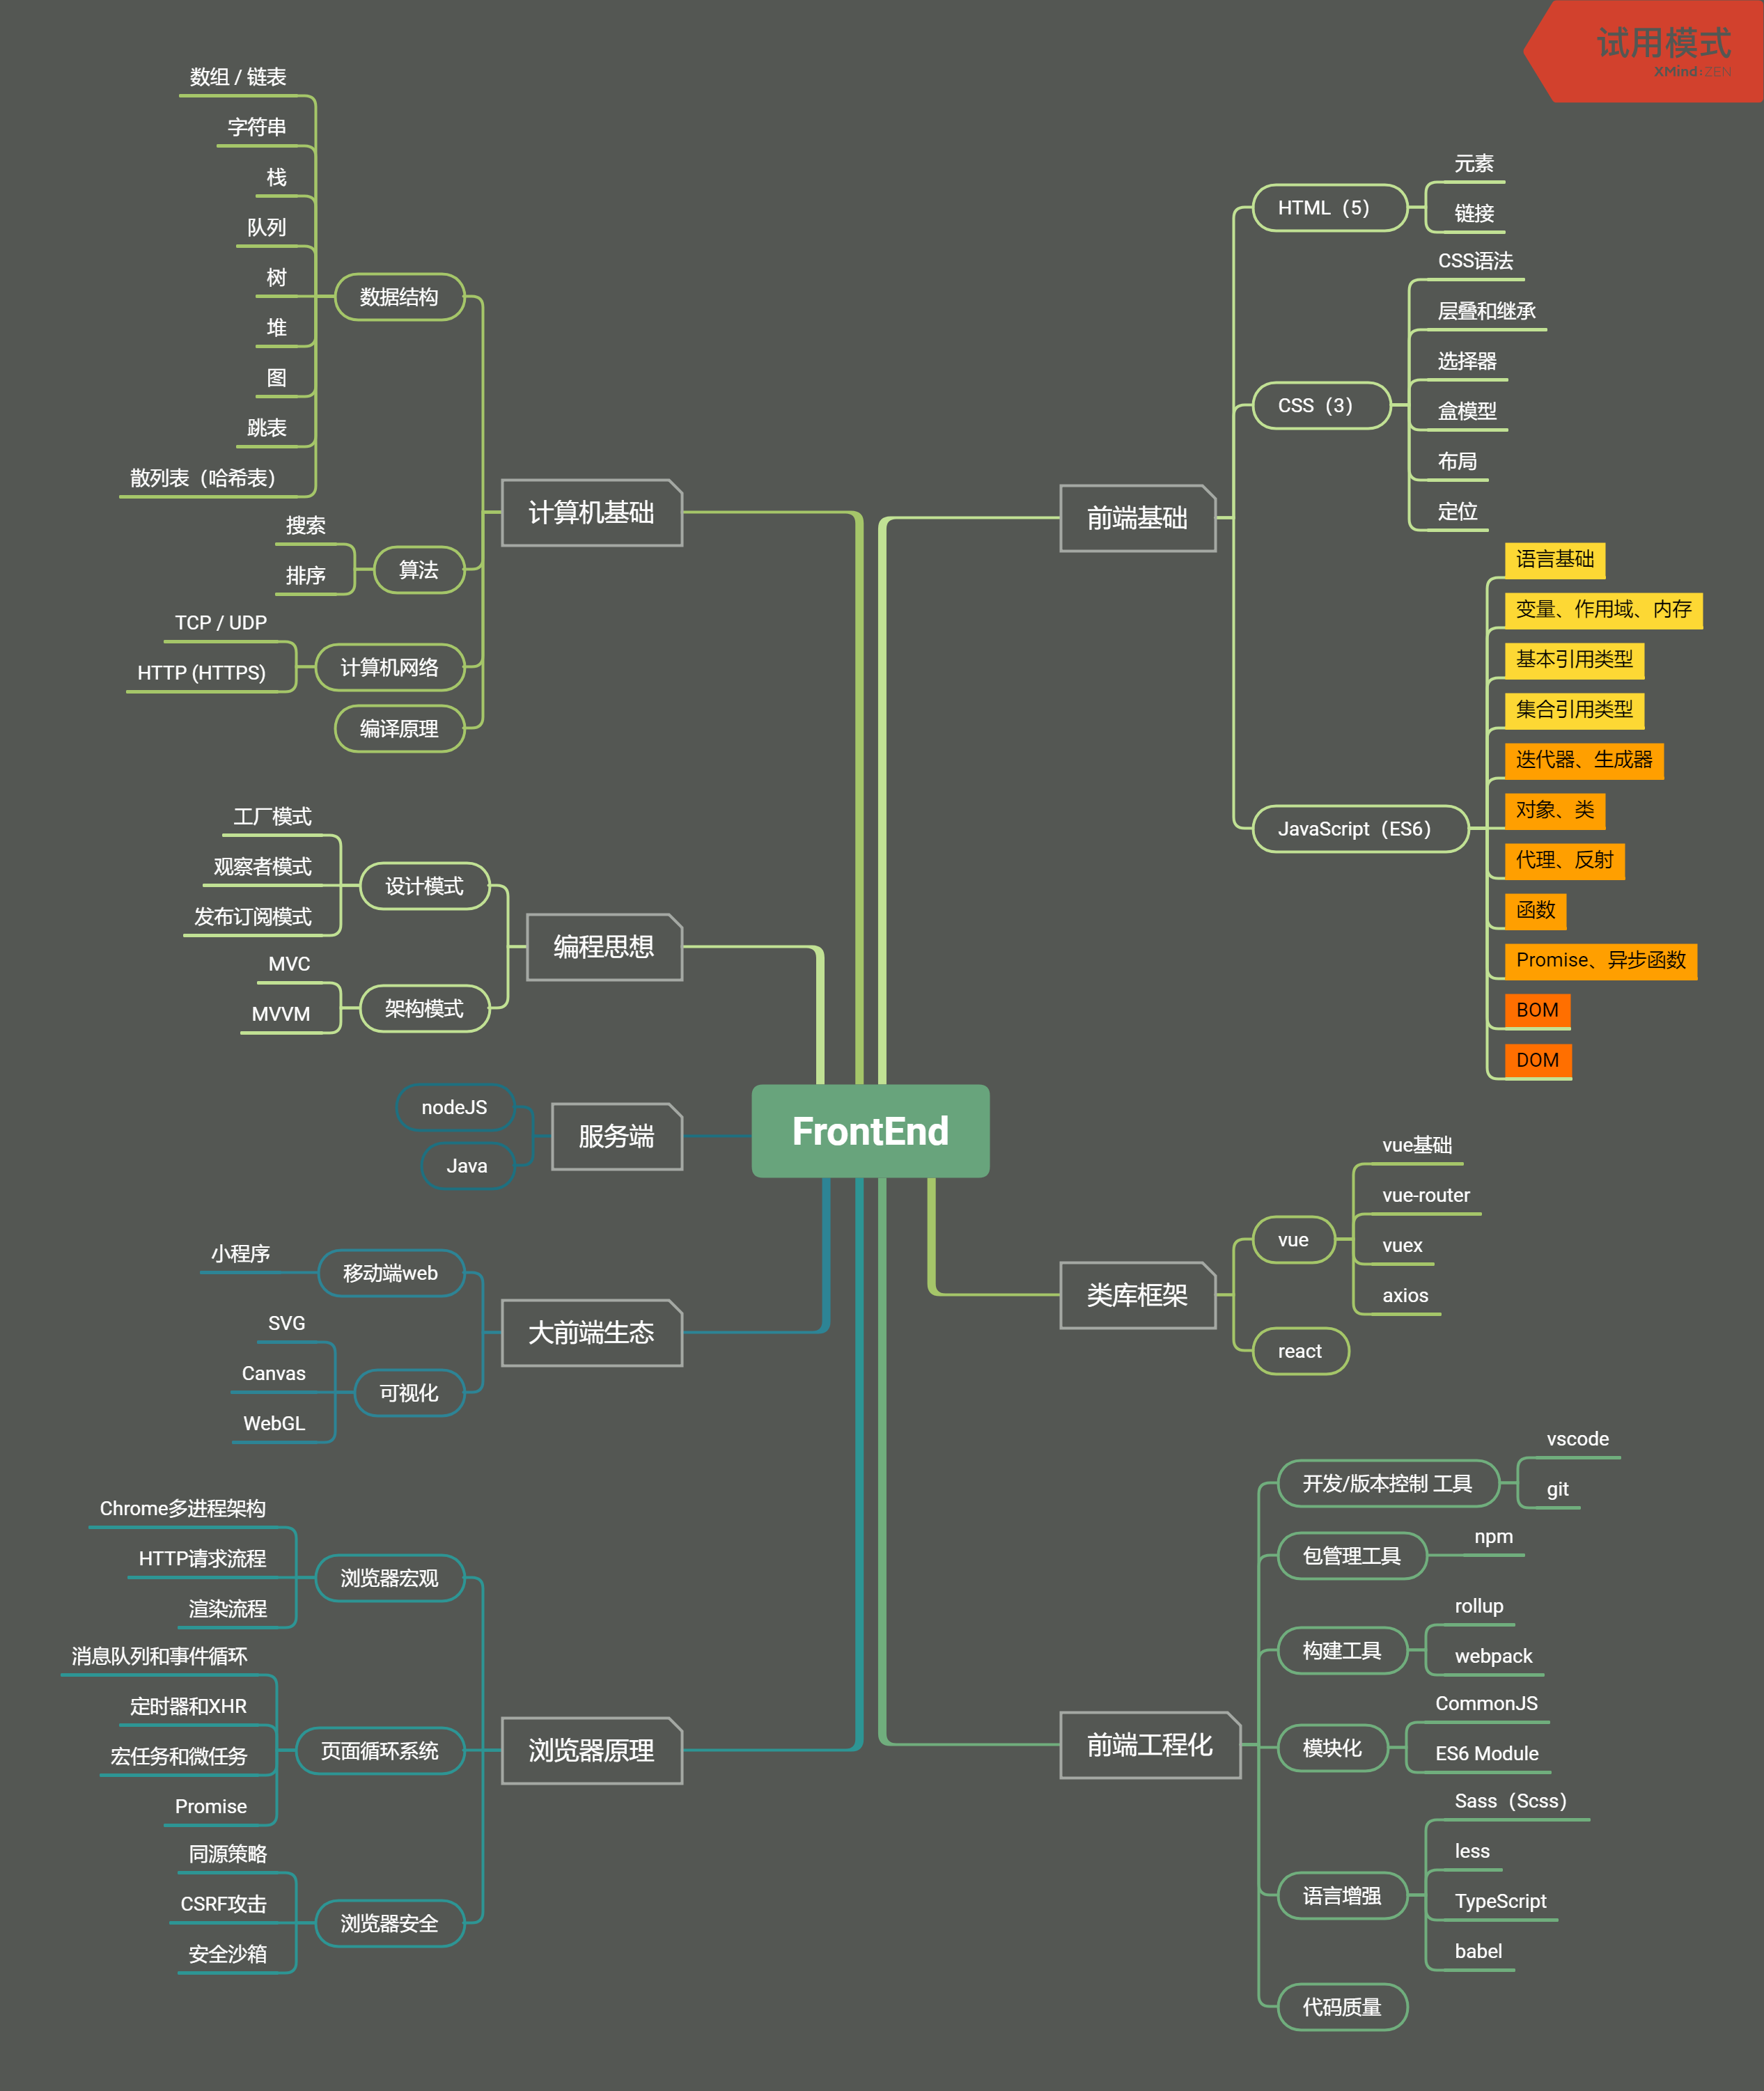 试用模式
XMind:ZEN
FrontEnd
前端基础
HTML（5）
元素
链接
CSS（3）
CSS语法
层叠和继承
选择器
盒模型
布局
定位
JavaScript（ES6）
语言基础
变量、作用域、内存
基本引用类型
集合引用类型
迭代器、生成器
对象、类
代理、反射
函数
Promise、异步函数
BOM
DOM
类库框架
vue
vue基础
vue-router
vuex
axios
react
前端工程化
开发/版本控制 工具
vscode
git
包管理工具
npm
构建工具
rollup
webpack
模块化
CommonJS
ES6 Module
语言增强
Sass（Scss）
less
TypeScript
babel
代码质量
计算机基础
数据结构
数组 / 链表
字符串
栈
队列
树
堆
图
跳表
散列表（哈希表）
算法
搜索
排序
计算机网络
TCP / UDP
HTTP (HTTPS)
编译原理
编程思想
设计模式
工厂模式
观察者模式
发布订阅模式
架构模式
MVC
MVVM
服务端
nodeJS
Java
大前端生态
移动端web
小程序
可视化
SVG
Canvas
WebGL
浏览器原理
浏览器宏观
Chrome多进程架构
HTTP请求流程
渲染流程
页面循环系统
消息队列和事件循环
定时器和XHR
宏任务和微任务
Promise
浏览器安全
同源策略
CSRF攻击
安全沙箱